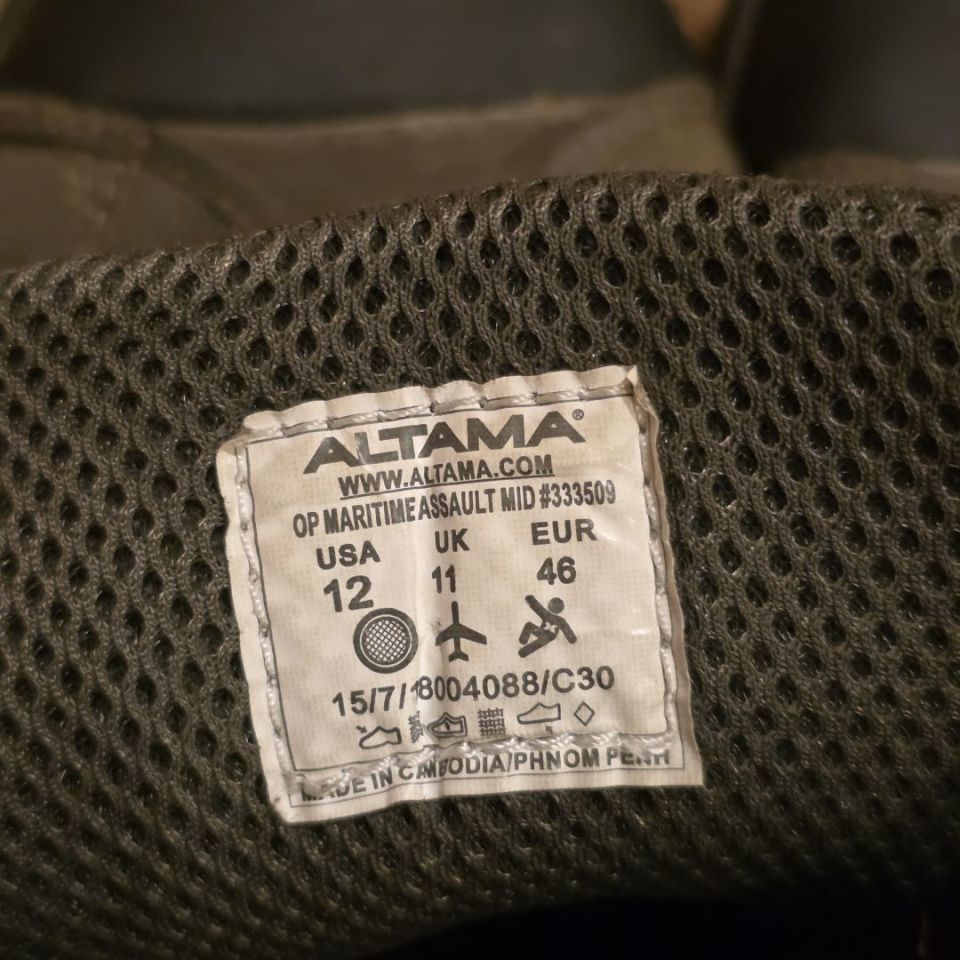 ALTAMA®
WWW.ALTAMA.COM
OP MARITIME ASSAULT MID #333509
USA UK EUR
12 11 46
15/7/18004088/C30
MADE IN CAMBODIA/PHNOM PENH